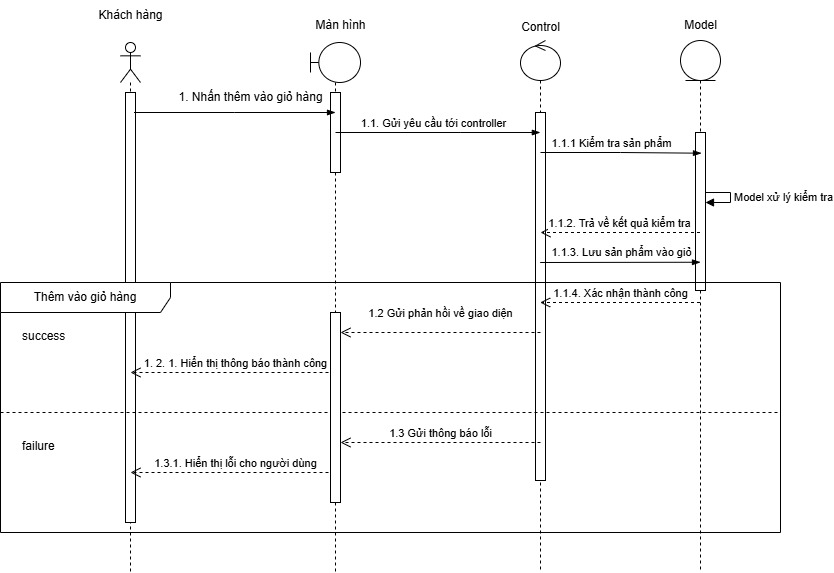 Khách hàng
Màn hình
Control
Model
1. Nhấn thêm vào giỏ hàng
1.1. Gửi yêu cầu tới controller
1.1.1 Kiểm tra sản phẩm
Model xử lý kiểm tra
1.1.2. Trả về kết quả kiểm tra
1.1.3. Lưu sản phẩm vào giỏ
Thêm vào giỏ hàng
1.1.4. Xác nhận thành công
1.2 Gửi phản hồi về giao diện
success
1. 2. 1. Hiển thị thông báo thành công
1.3 Gửi thông báo lỗi
failure
1.3.1. Hiển thị lỗi cho người dùng